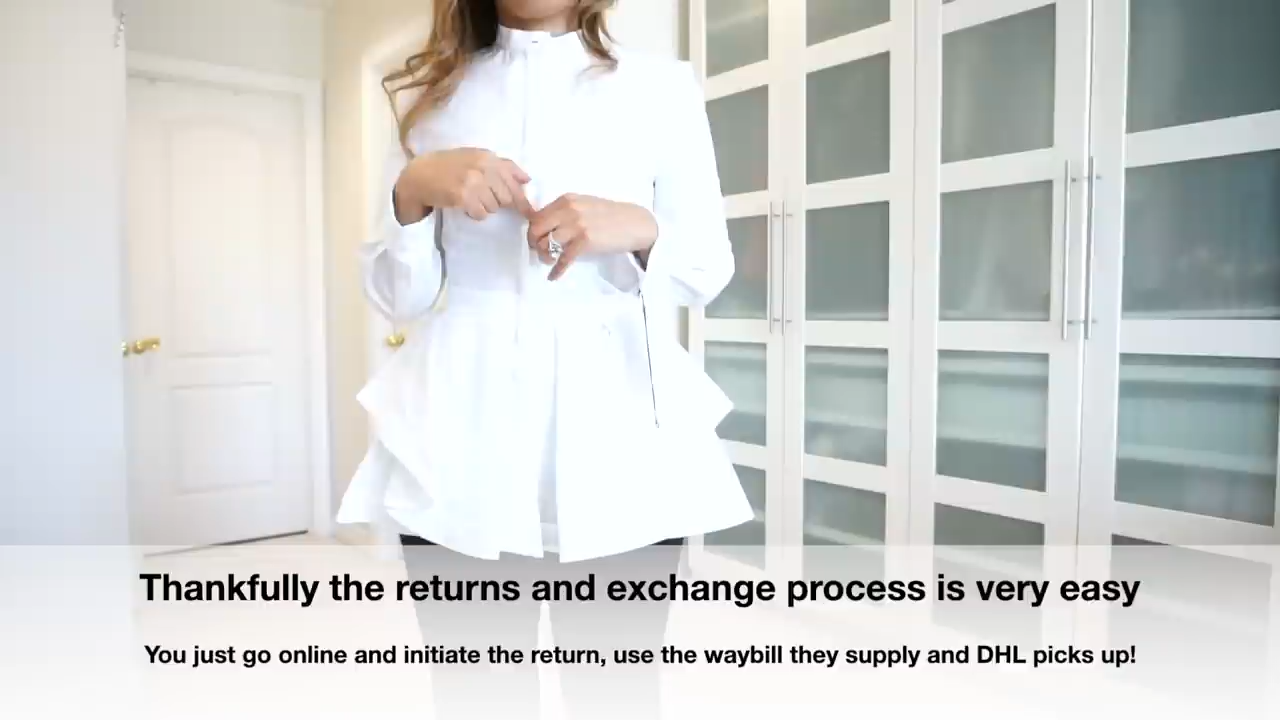 Thankfully the returns and exchange process is very easy
You just go online and initiate the return, use the waybill they supply and DHL picks up!